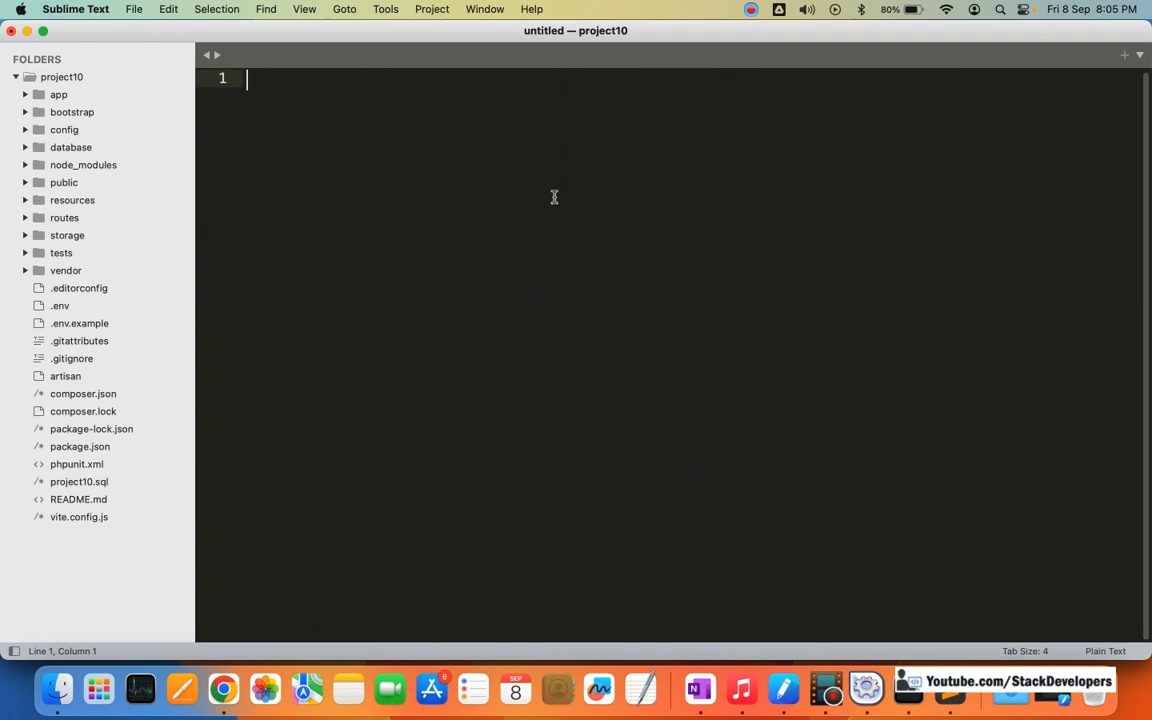 Sublime Text File Edit Selection Find View Goto Tools Project Window Help 80% Fri 8 Sep 8:05 PM
untitled — project10
FOLDERS
project10
app
bootstrap
config
database
node_modules
public
resources
routes
storage
tests
vendor
.editorconfig
.env
.env.example
.gitattributes
.gitignore
artisan
composer.json
composer.lock
package-lock.json
package.json
phpunit.xml
project10.sql
README.md
vite.config.js
1
Line 1, Column 1 Tab Size: 4 Plain Text
SEP
8
6
Youtube.com/StackDevelopers